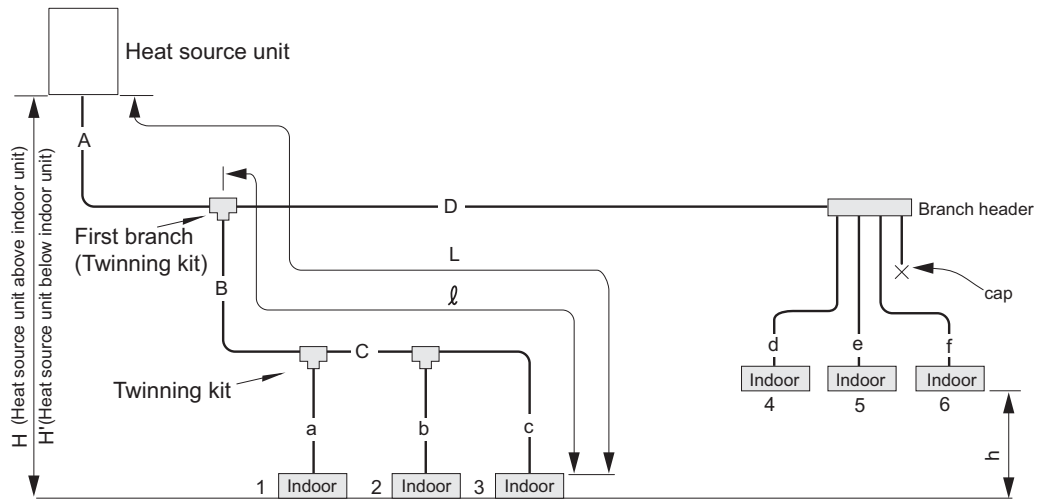 Heat source unit
A
H (Heat source unit above indoor unit)
H'(Heat source unit below indoor unit)
First branch
(Twinning kit)
D
Branch header
B
L
ℓ
cap
C
Twinning kit
a
b
c
d
e
f
Indoor
Indoor
Indoor
4
5
6
h
1
Indoor
2
Indoor
3
Indoor